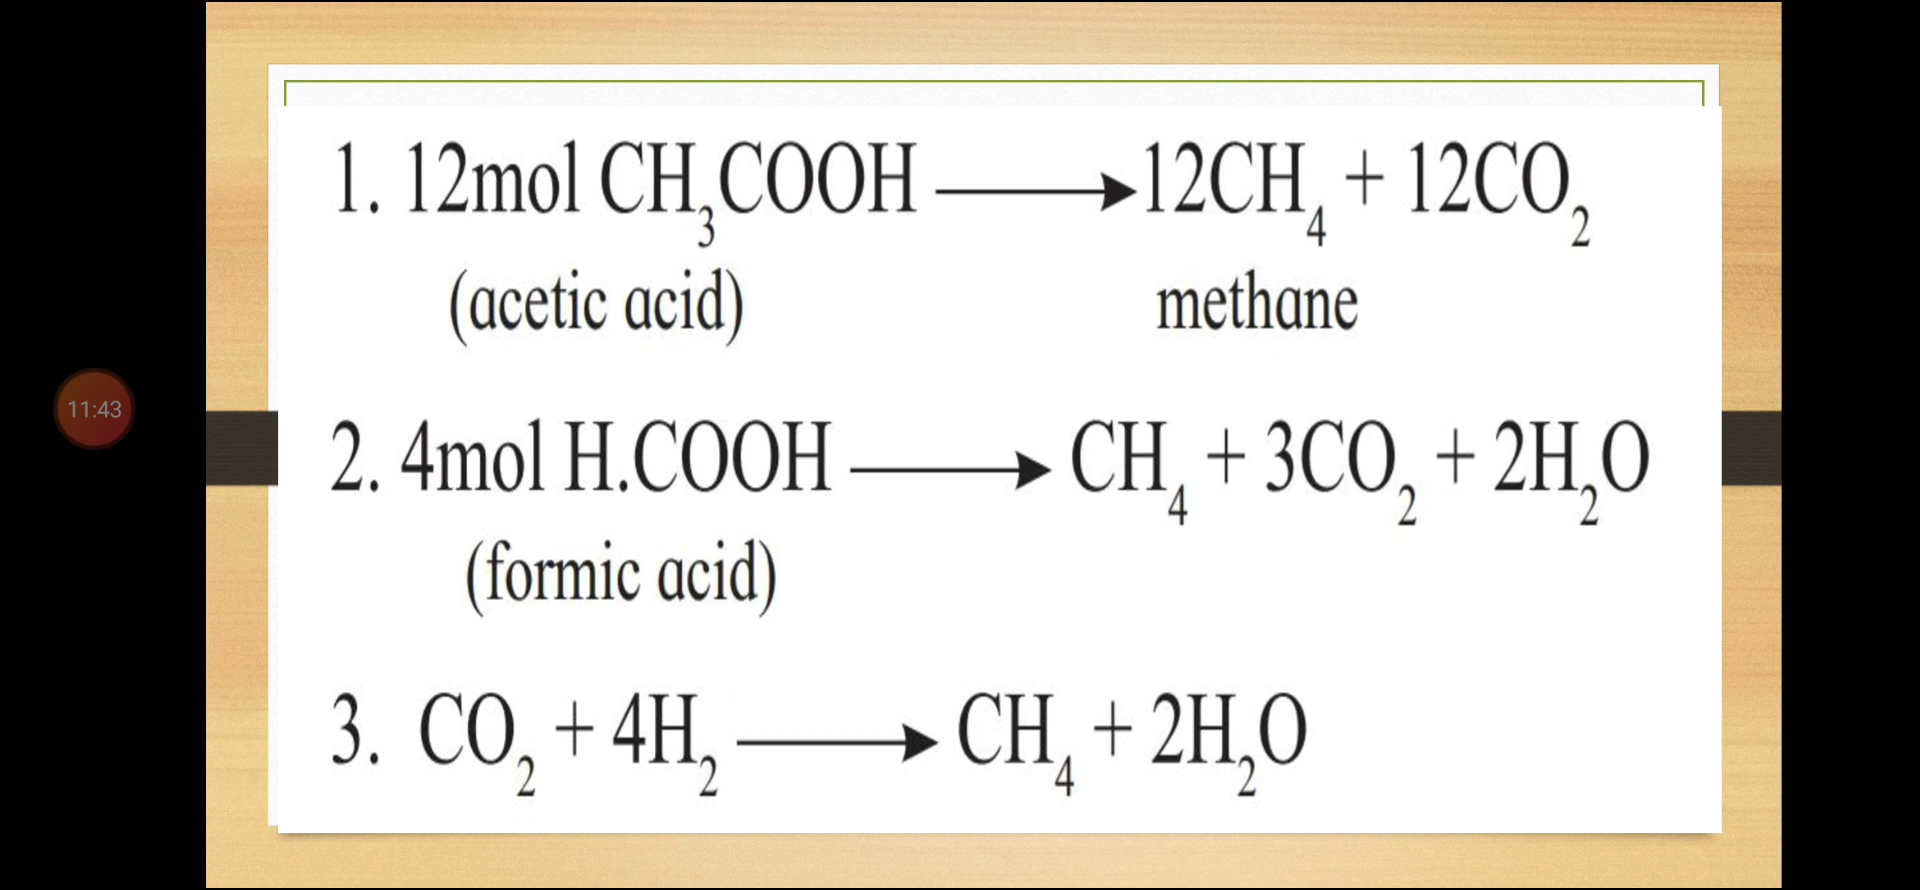 1. 12mol CH₃COOH ⟶ 12CH₄ + 12CO₂
(acetic acid) methane
2. 4mol H.COOH ⟶ CH₄ + 3CO₂ + 2H₂O
(formic acid)
11:43
3. CO₂ + 4H₂ ⟶ CH₄ + 2H₂O